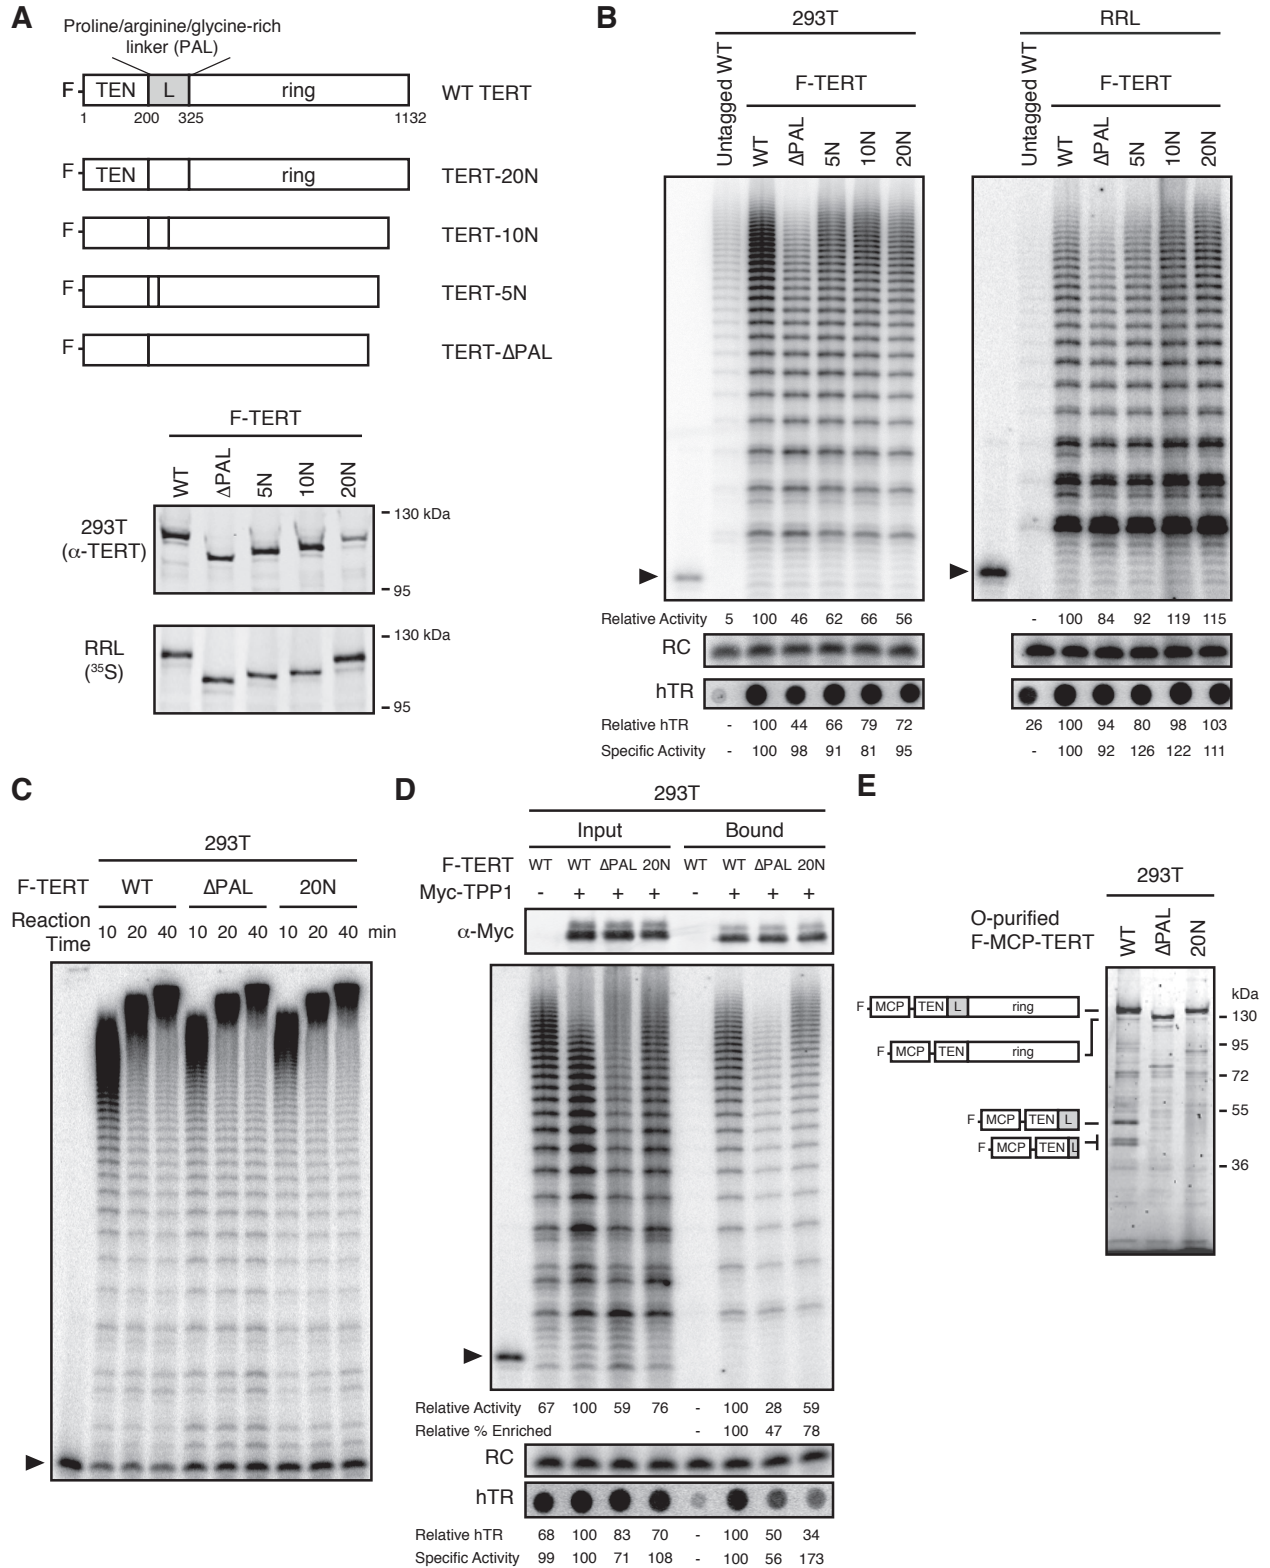 A
Proline/arginine/glycine-rich
linker (PAL)
F
TEN
L
ring
WT TERT
1
200
325
1132
F
TEN
ring
TERT-20N
F
TERT-10N
F
TERT-5N
F
TERT-ΔPAL
F-TERT
WT
ΔPAL
5N
10N
20N
293T
(α-TERT)
130 kDa
95
RRL
(³⁵S)
130 kDa
95
B
293T
Untagged WT
F-TERT
WT
ΔPAL
5N
10N
20N
RRL
Untagged WT
F-TERT
WT
ΔPAL
5N
10N
20N
Relative Activity 5 100 46 62 66 56 - 100 84 92 119 115
RC
hTR
Relative hTR - 100 44 66 79 72 26 100 94 80 98 103
Specific Activity - 100 98 91 81 95 - 100 92 126 122 111
C
293T
F-TERT WT ΔPAL 20N
Reaction
Time 10 20 40 10 20 40 10 20 40 min
D
293T
Input Bound
F-TERT WT WT ΔPAL 20N WT WT ΔPAL 20N
Myc-TPP1 - + + + - + + +
α-Myc
Relative Activity 67 100 59 76 - 100 28 59
Relative % Enriched - 100 47 78
RC
hTR
Relative hTR 68 100 83 70 - 100 50 34
Specific Activity 99 100 71 108 - 100 56 173
E
293T
O-purified
F-MCP-TERT
WT
ΔPAL
20N
F MCP TEN L ring
F MCP TEN ring
F MCP TEN L
F MCP TEN L
kDa
130
95
72
55
36